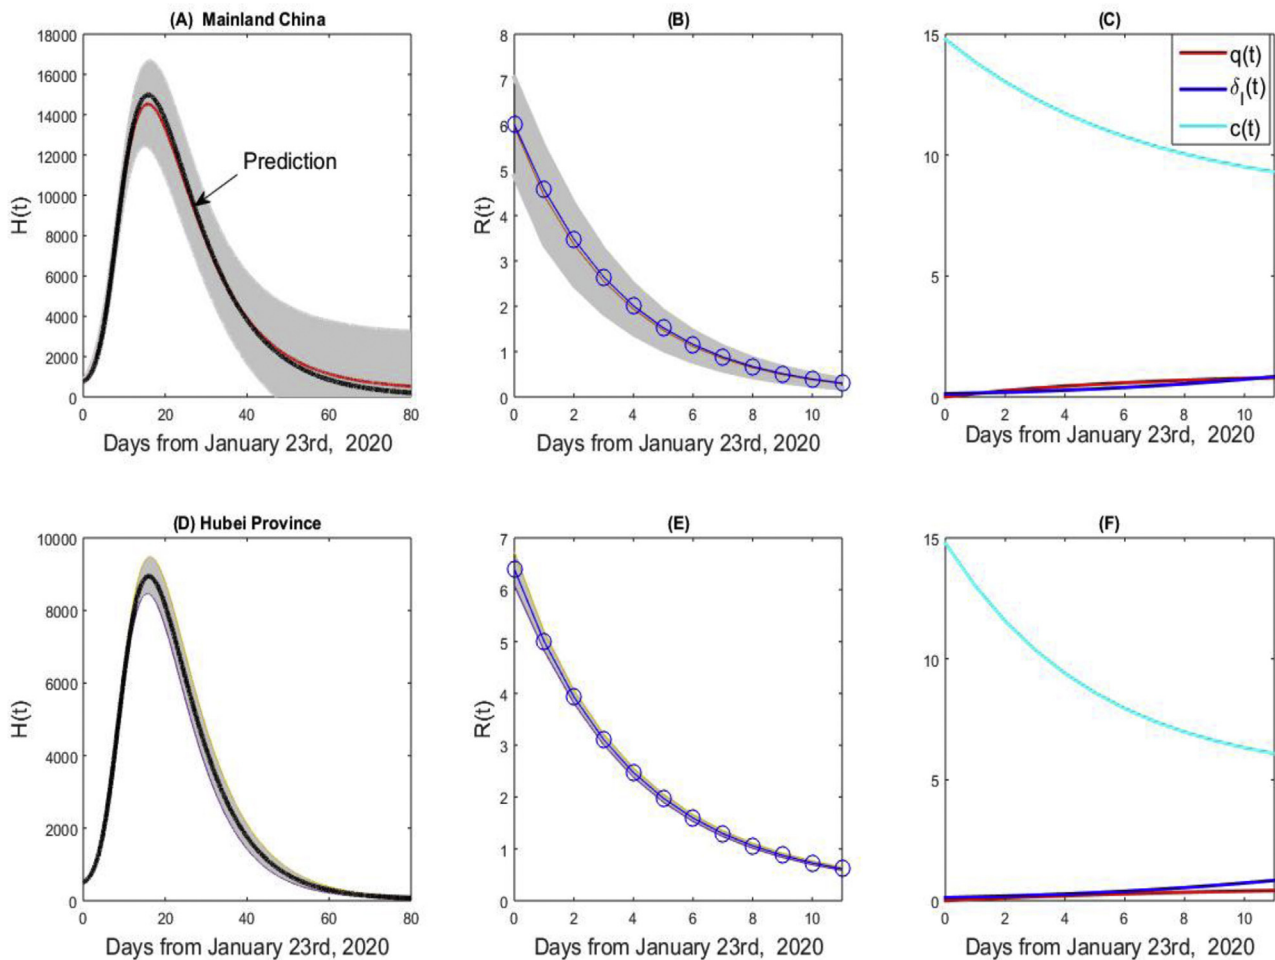 (A) Mainland China
18000
16000
14000
12000
10000
8000
6000
4000
2000
0
H(t)
Prediction
0 20 40 60 80
Days from January 23rd, 2020
(B)
8
7
6
5
4
3
2
1
0
R(t)
0 2 4 6 8 10
Days from January 23rd, 2020
(C)
15
10
5
0
q(t)
δI(t)
c(t)
0 2 4 6 8 10
Days from January 23rd, 2020
(D) Hubei Province
10000
8000
6000
4000
2000
0
H(t)
0 20 40 60 80
Days from January 23rd, 2020
(E)
7
6
5
4
3
2
1
0
R(t)
0 2 4 6 8 10
Days from January 23rd, 2020
(F)
15
10
5
0
0 2 4 6 8 10
Days from January 23rd, 2020